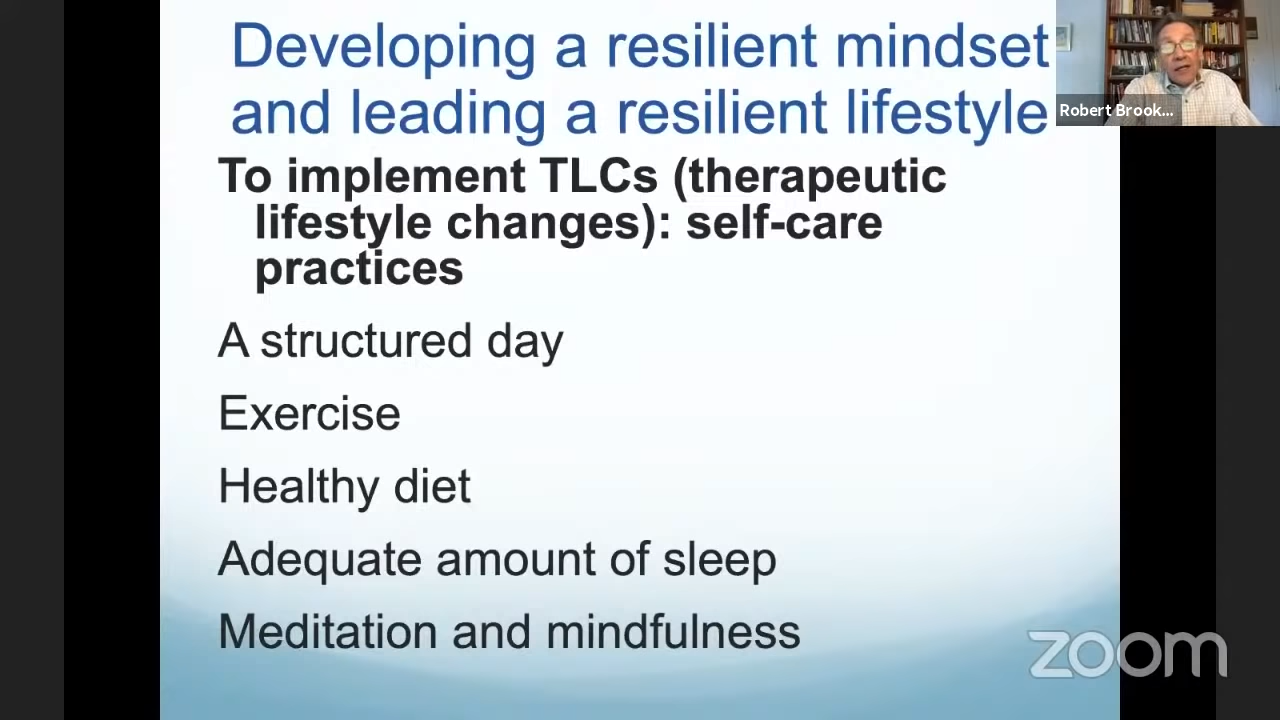 Developing a resilient mindset
and leading a resilient lifestyle
Robert Brook...
To implement TLCs (therapeutic
lifestyle changes): self-care
practices
A structured day
Exercise
Healthy diet
Adequate amount of sleep
Meditation and mindfulness
zoom